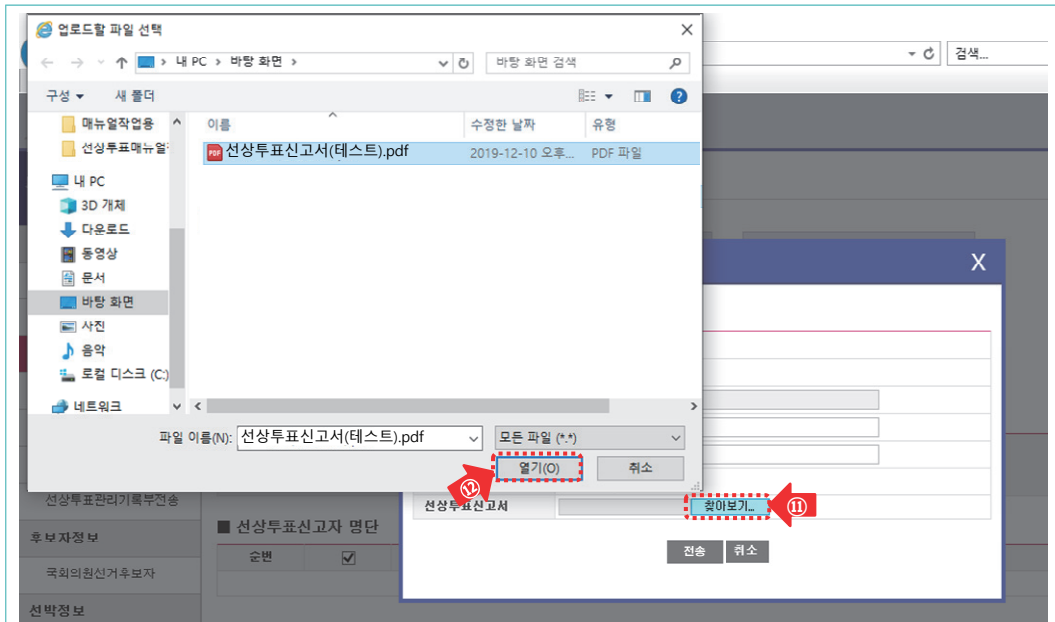 업로드할 파일 선택
내 PC > 바탕 화면 >
바탕 화면 검색
검색...
구성
새 폴더
매뉴얼작업용
선상투표매뉴얼
내 PC
3D 개체
다운로드
동영상
문서
바탕 화면
사진
음악
로컬 디스크 (C:)
네트워크
이름
수정한 날짜
유형
선상투표신고서(테스트).pdf
2019-12-10 오후...
PDF 파일
파일 이름(N):
선상투표신고서(테스트).pdf
모든 파일 (*.*)
열기(O)
취소
⑫
X
선상투표신고서
찾아보기...
⑪
전송
취소
선상투표관리기록부전송
후보자정보
국회의원선거후보자
선박정보
■ 선상투표신고자 명단
순번